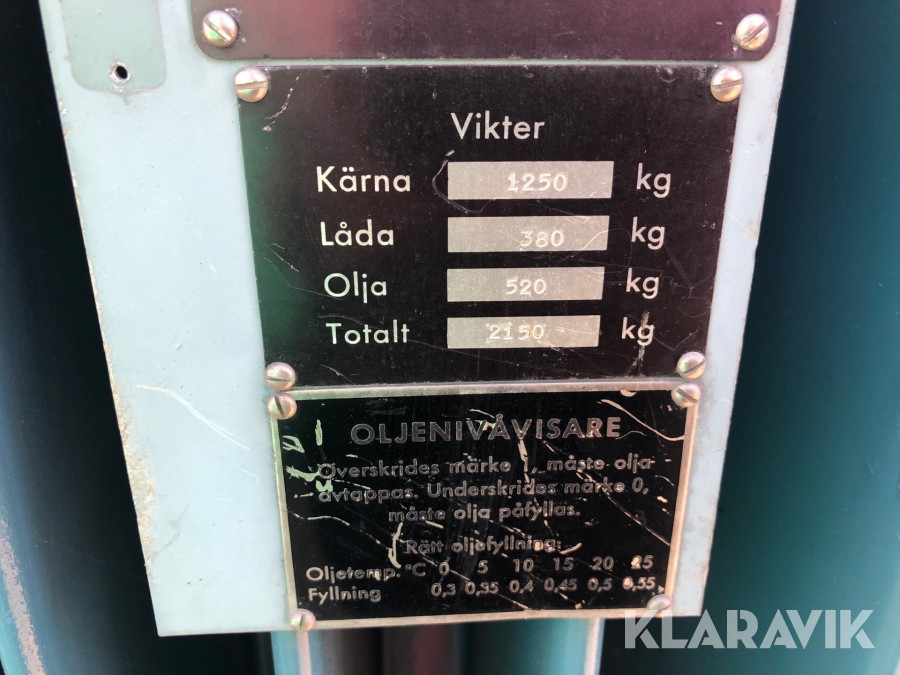 Vikter
Kärna 1250 kg
Låda 380 kg
Olja 520 kg
Totalt 2150 kg
OLJENIVÅVISARE
Överskrides märke 1, måste olja
avtappas. Underskrides märke 0,
måste olja påfyllas.
Rätt oljefyllning:
Oljetemp. °C 0 5 10 15 20 25
Fyllning 0,3 0,35 0,4 0,45 0,5 0,55
KLARAVIK